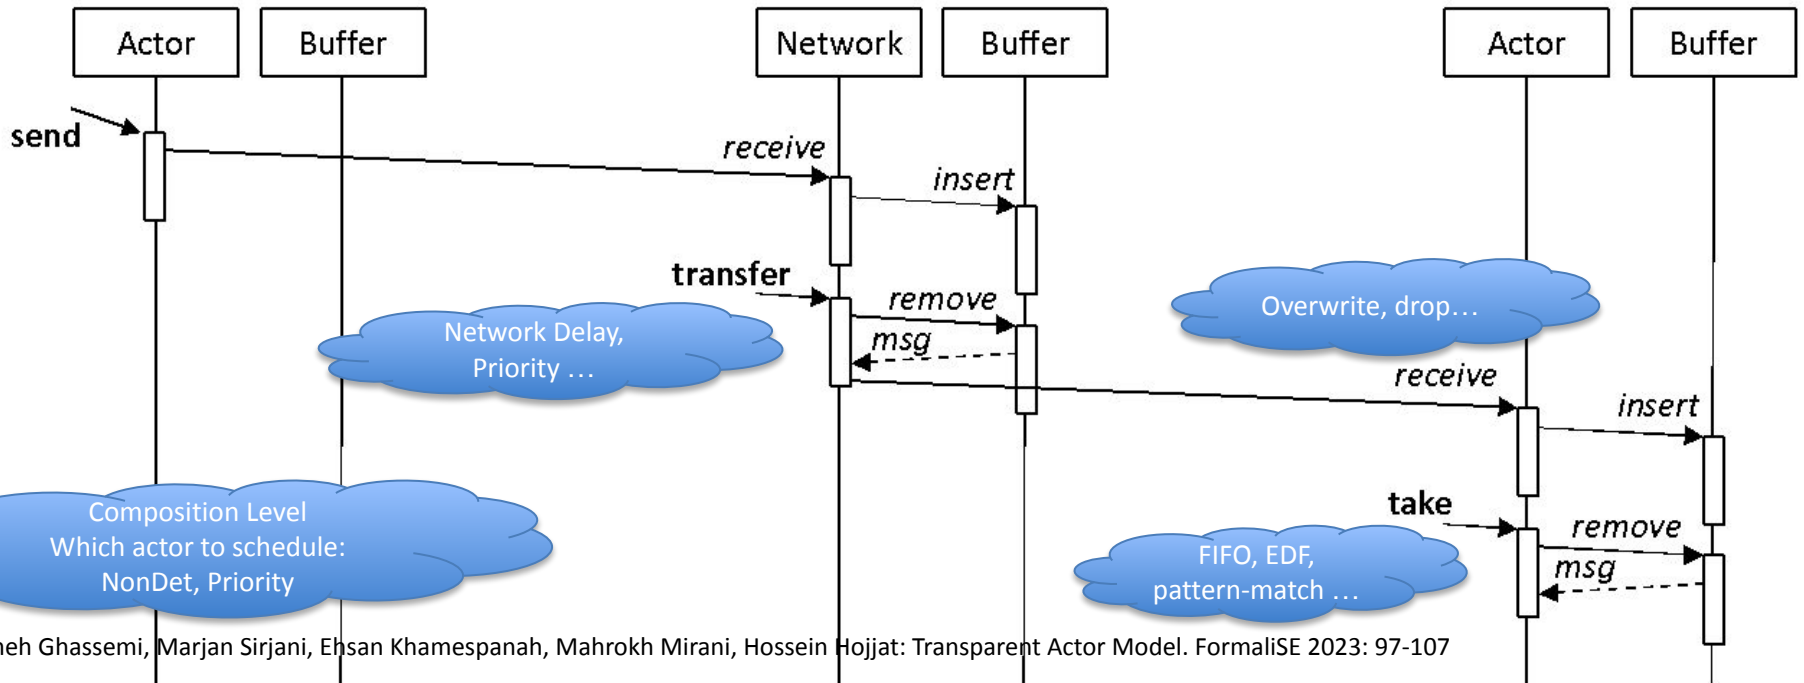 Actor
Buffer
Network
Buffer
Actor
Buffer
send
receive
insert
transfer
remove
msg
Network Delay,
Priority …
Overwrite, drop…
receive
insert
Composition Level
Which actor to schedule:
NonDet, Priority
take
remove
msg
FIFO, EDF,
pattern-match …
Ghassemi, Marjan Sirjani, Ehsan Khamespanah, Mahrokh Mirani, Hossein Hojjat: Transparent Actor Model. FormaliSE 2023: 97-107